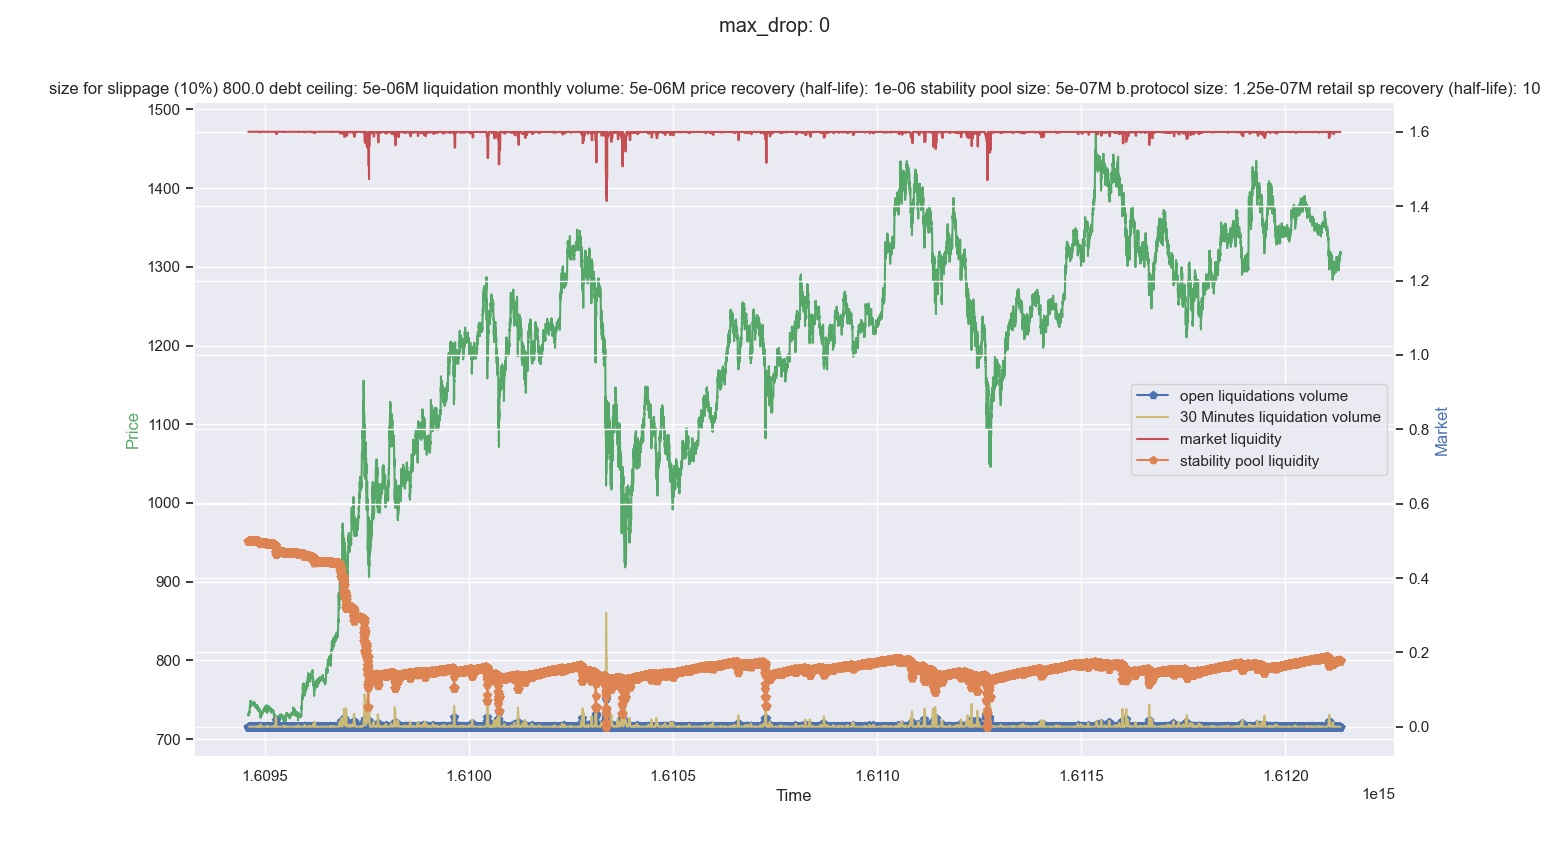 max_drop: 0
size for slippage (10%) 800.0 debt ceiling: 5e-06M liquidation monthly volume: 5e-06M price recovery (half-life): 1e-06 stability pool size: 5e-07M b.protocol size: 1.25e-07M retail sp recovery (half-life): 10
1500
1400
1300
1200
1100
1000
900
800
700
Price
1.6
1.4
1.2
1.0
0.8
0.6
0.4
0.2
0.0
Market
open liquidations volume
30 Minutes liquidation volume
market liquidity
stability pool liquidity
1.6095
1.6100
1.6105
1.6110
1.6115
1.6120
Time
1e15